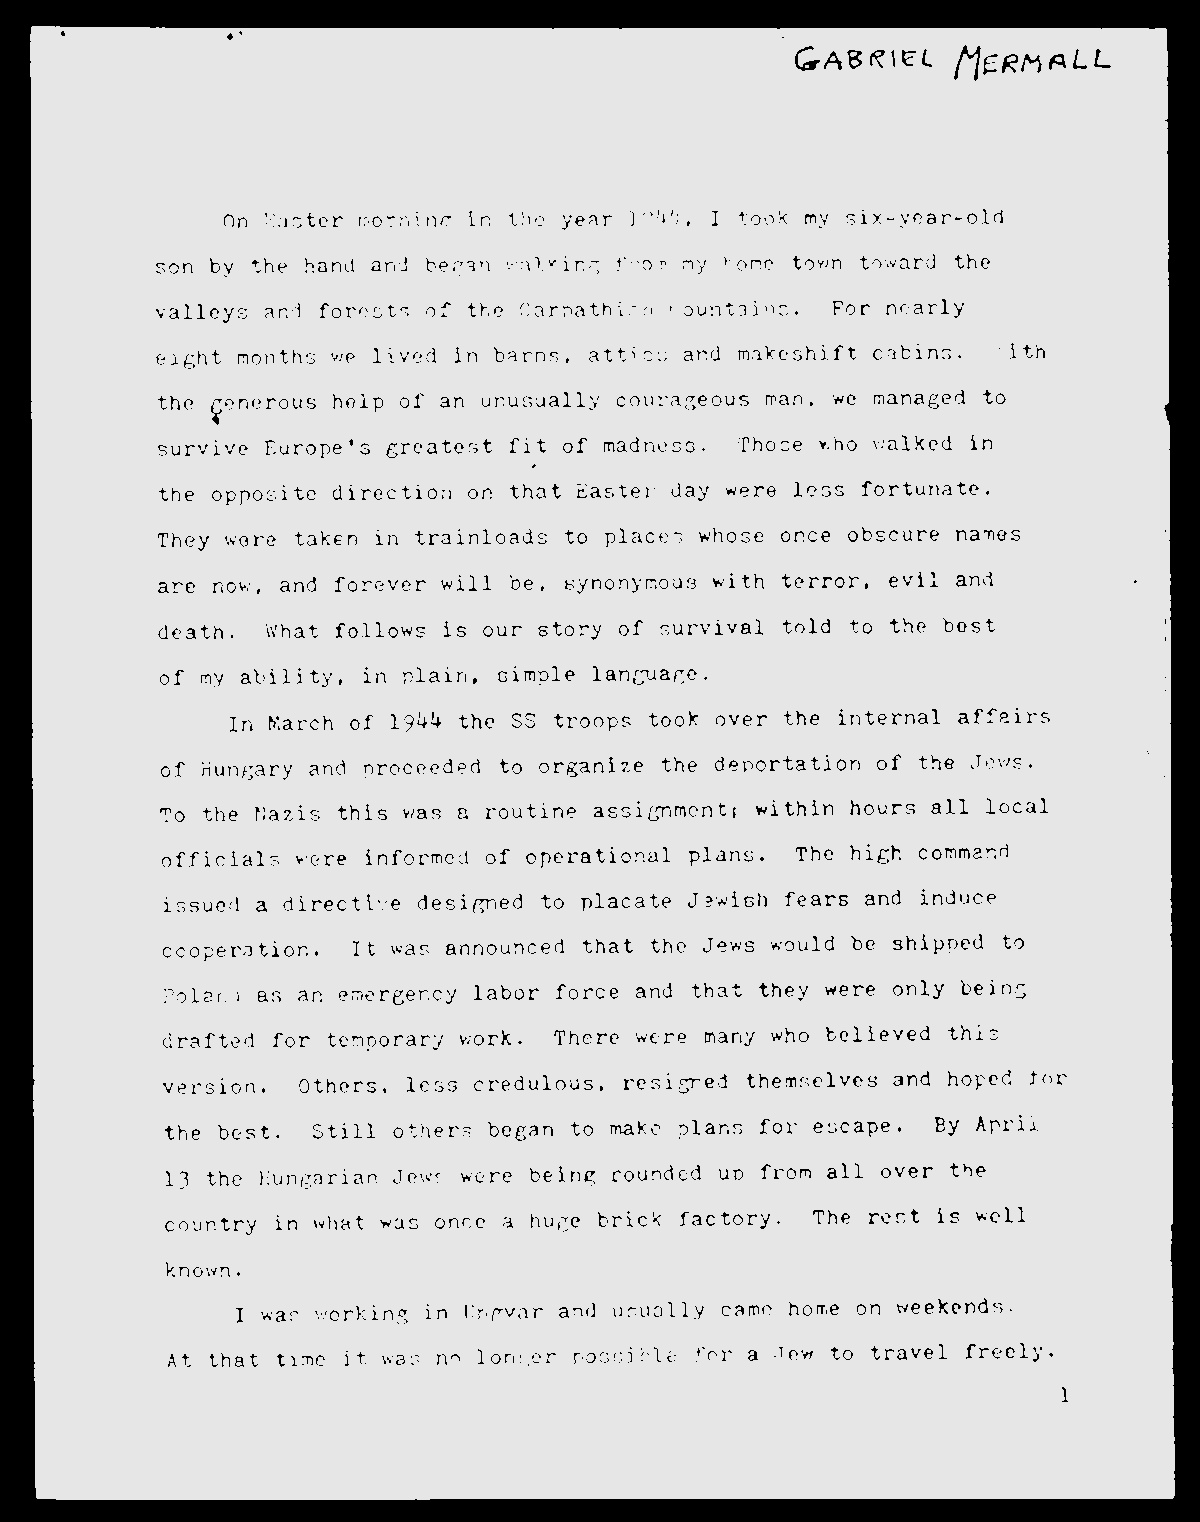 GABRIEL MERMALL
On Easter morning in the year 1944, I took my six-year-old
son by the hand and began walking from my home town toward the
valleys and forests of the Carpathian mountains. For nearly
eight months we lived in barns, attics and makeshift cabins. With
the generous help of an unusually courageous man, we managed to
survive Europe's greatest fit of madness. Those who walked in
the opposite direction on that Easter day were less fortunate.
They were taken in trainloads to places whose once obscure names
are now, and forever will be, synonymous with terror, evil and
death. What follows is our story of survival told to the best
of my ability, in plain, simple language.
In March of 1944 the SS troops took over the internal affairs
of Hungary and proceeded to organize the deportation of the Jews.
To the Nazis this was a routine assignment; within hours all local
officials were informed of operational plans. The high command
issued a directive designed to placate Jewish fears and induce
cooperation. It was announced that the Jews would be shipped to
Poland as an emergency labor force and that they were only being
drafted for temporary work. There were many who believed this
version. Others, less credulous, resigned themselves and hoped for
the best. Still others began to make plans for escape. By April
13 the Hungarian Jews were being rounded up from all over the
country in what was once a huge brick factory. The rest is well
known.
I was working in Ungvar and usually came home on weekends.
At that time it was no longer possible for a Jew to travel freely.
1